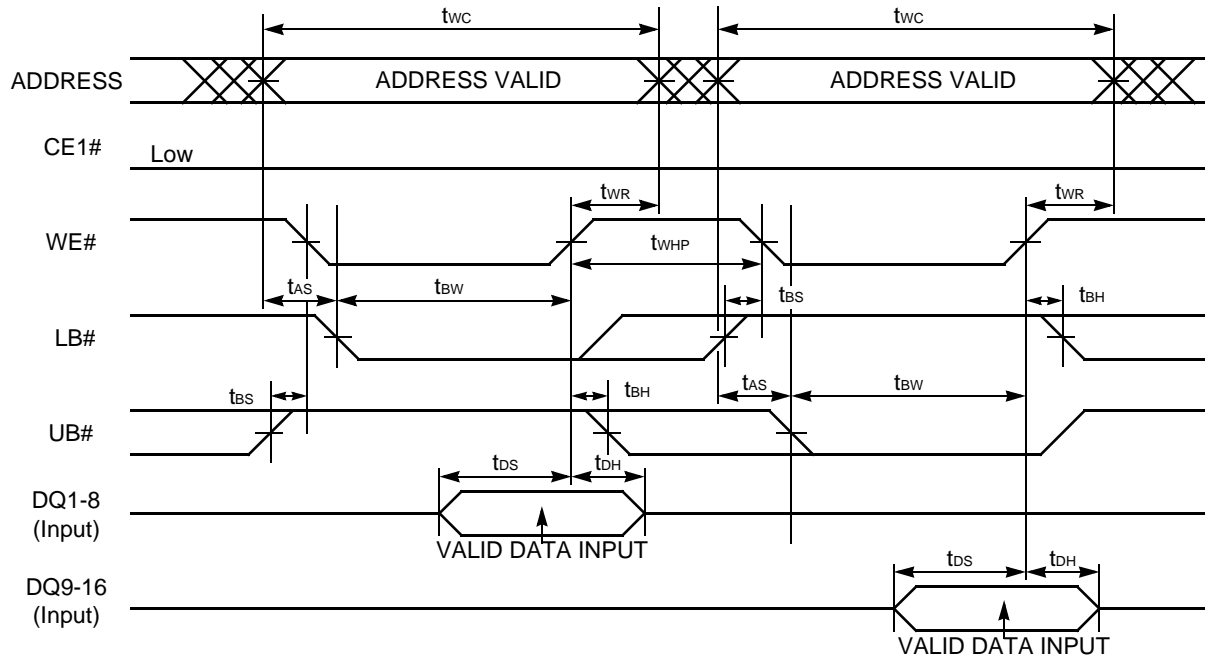 tWC tWC
ADDRESS ADDRESS VALID ADDRESS VALID
CE1# Low
tWR tWR
WE# tWHP
tAS tBW tBS tBH
LB#
tBS tBH tAS tBW
UB#
tDS tDH
DQ1-8
(Input)
VALID DATA INPUT
tDS tDH
DQ9-16
(Input)
VALID DATA INPUT